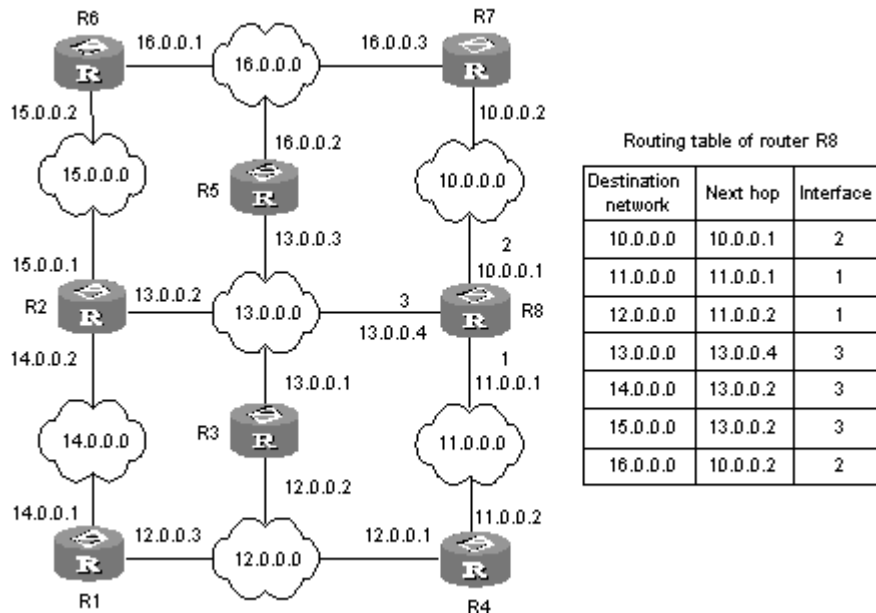 R6
R7
16.0.0.1
16.0.0.3
16.0.0.0
R
R
15.0.0.2
10.0.0.2
16.0.0.2
Routing table of router R8
15.0.0.0
R5
R
10.0.0.0
Destination network | Next hop | Interface
10.0.0.0 | 10.0.0.1 | 2
11.0.0.0 | 11.0.0.1 | 1
12.0.0.0 | 11.0.0.2 | 1
13.0.0.0 | 13.0.0.4 | 3
14.0.0.0 | 13.0.0.2 | 3
15.0.0.0 | 13.0.0.2 | 3
16.0.0.0 | 10.0.0.2 | 2
13.0.0.3
2
15.0.0.1
10.0.0.1
13.0.0.2
R2
R
13.0.0.0
3
13.0.0.4
R
R8
14.0.0.2
1
13.0.0.1
11.0.0.1
14.0.0.0
R3
R
11.0.0.0
12.0.0.2
14.0.0.1
11.0.0.2
12.0.0.3
12.0.0.1
R
12.0.0.0
R
R1
R4